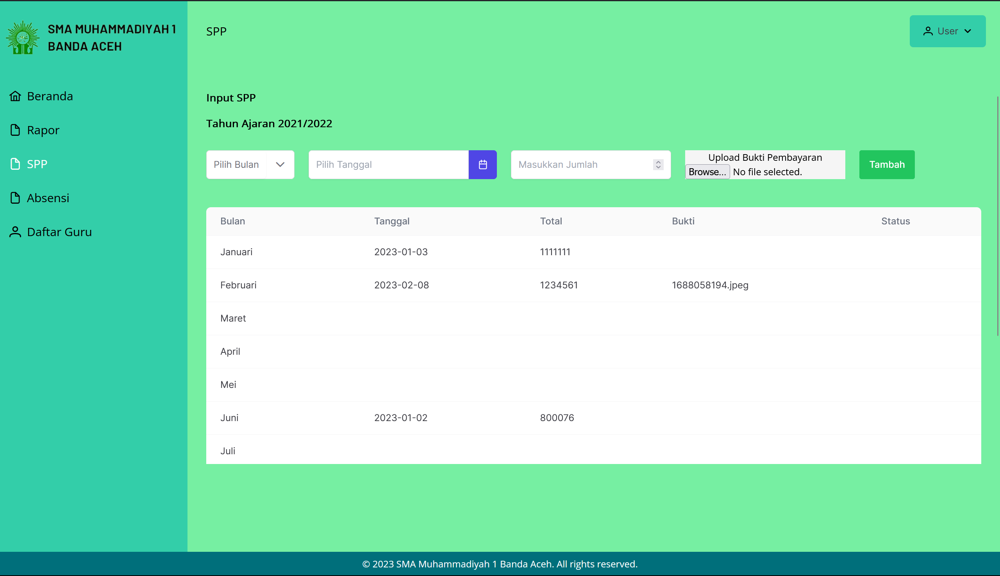 SMA MUHAMMADIYAH 1
BANDA ACEH
Beranda
Rapor
SPP
Absensi
Daftar Guru
SPP
User
Input SPP
Tahun Ajaran 2021/2022
Pilih Bulan
Pilih Tanggal
Masukkan Jumlah
Upload Bukti Pembayaran
Browse... No file selected.
Tambah
Bulan Tanggal Total Bukti Status
Januari 2023-01-03 1111111
Februari 2023-02-08 1234561 1688058194.jpeg
Maret
April
Mei
Juni 2023-01-02 800076
Juli
© 2023 SMA Muhammadiyah 1 Banda Aceh. All rights reserved.